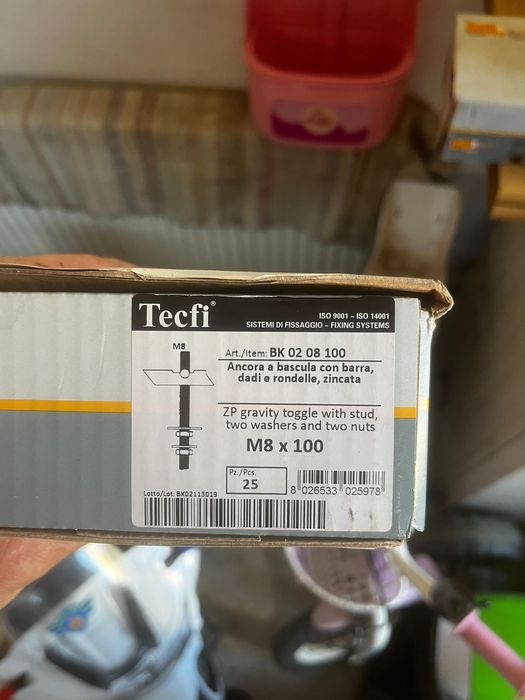 Tecfi®
ISO 9001 – ISO 14001
SISTEMI DI FISSAGGIO – FIXING SYSTEMS
M8
Art./Item: BK 02 08 100
Ancora a bascula con barra,
dadi e rondelle, zincata
ZP gravity toggle with stud,
two washers and two nuts
M8 x 100
Pz./Pcs.
25
8 026533 025978
Lotto/Lot: BK02113019